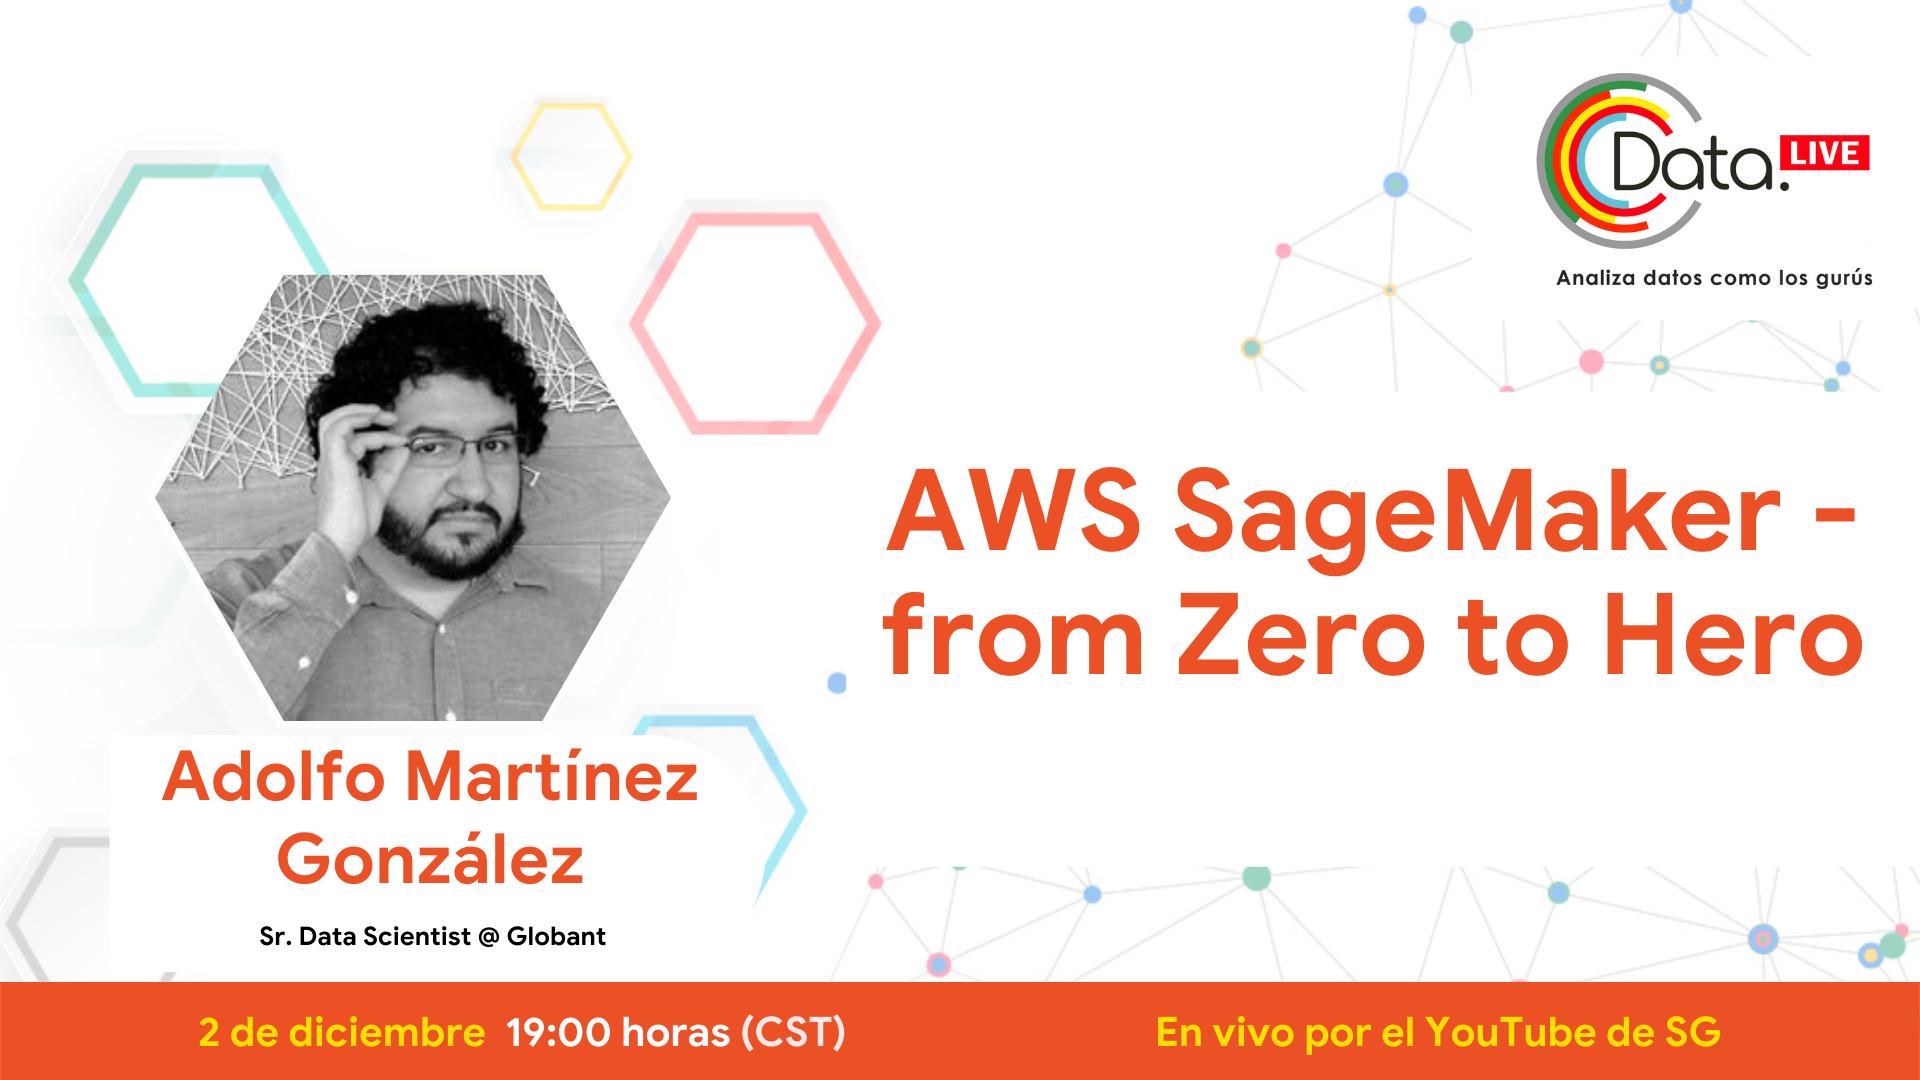 Data. LIVE
Analiza datos como los gurús
AWS SageMaker -
from Zero to Hero
Adolfo Martínez
González
Sr. Data Scientist @ Globant
2 de diciembre 19:00 horas (CST)
En vivo por el YouTube de SG